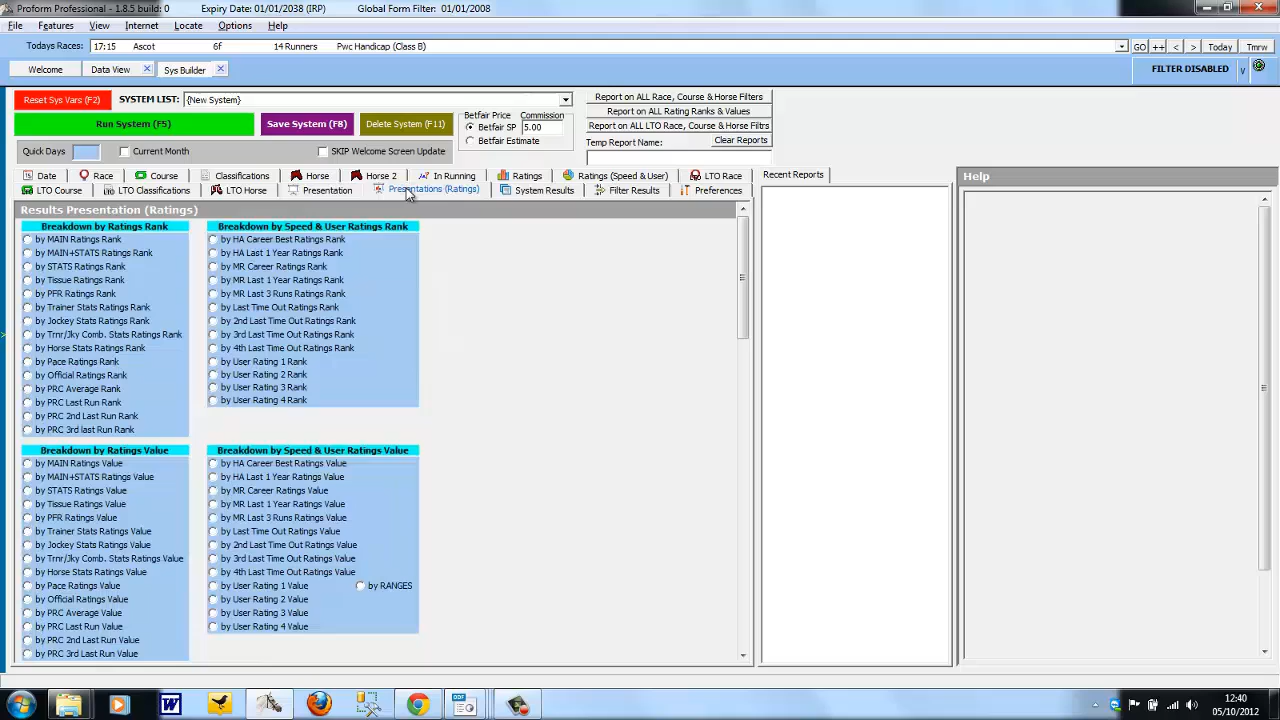 Proform Professional - 1.8.5 build: 0 Expiry Date: 01/01/2038 (IRP) Global Form Filter: 01/01/2008
File Features View Internet Locate Options Help
Todays Races: 17:15 Ascot 6f 14 Runners Pwc Handicap (Class B) GO ++ < > Today Tmrw
Welcome Data View Sys Builder FILTER DISABLED v
Reset Sys Vars (F2) SYSTEM LIST: {New System}
Run System (F5) Save System (F8) Delete System (F11)
Betfair Price Commission
Betfair SP 5.00
Betfair Estimate
Quick Days Current Month SKIP Welcome Screen Update
Report on ALL Race, Course & Horse Filters
Report on ALL Rating Ranks & Values
Report on ALL LTO Race, Course & Horse Filtrs
Temp Report Name: Clear Reports
Date Race Course Classifications Horse Horse 2 In Running Ratings Ratings (Speed & User) LTO Race
LTO Course LTO Classifications LTO Horse Presentation Presentations (Ratings) System Results Filter Results Preferences
Recent Reports
Help
Results Presentation (Ratings)
Breakdown by Ratings Rank
by MAIN Ratings Rank
by MAIN+STATS Ratings Rank
by STATS Ratings Rank
by Tissue Ratings Rank
by PFR Ratings Rank
by Trainer Stats Ratings Rank
by Jockey Stats Ratings Rank
by Trnr/Jky Comb. Stats Ratings Rank
by Horse Stats Ratings Rank
by Pace Ratings Rank
by Official Ratings Rank
by PRC Average Rank
by PRC Last Run Rank
by PRC 2nd Last Run Rank
by PRC 3rd last Run Rank
Breakdown by Speed & User Ratings Rank
by HA Career Best Ratings Rank
by HA Last 1 Year Ratings Rank
by MR Career Ratings Rank
by MR Last 1 Year Ratings Rank
by MR Last 3 Runs Ratings Rank
by Last Time Out Ratings Rank
by 2nd Last Time Out Ratings Rank
by 3rd Last Time Out Ratings Rank
by 4th Last Time Out Ratings Rank
by User Rating 1 Rank
by User Rating 2 Rank
by User Rating 3 Rank
by User Rating 4 Rank
Breakdown by Ratings Value
by MAIN Ratings Value
by MAIN+STATS Ratings Value
by STATS Ratings Value
by Tissue Ratings Value
by PFR Ratings Value
by Trainer Stats Ratings Value
by Jockey Stats Ratings Value
by Trnr/Jky Comb. Stats Ratings Value
by Horse Stats Ratings Value
by Pace Ratings Value
by Official Ratings Value
by PRC Average Value
by PRC Last Run Value
by PRC 2nd Last Run Value
by PRC 3rd Last Run Value
Breakdown by Speed & User Ratings Value
by HA Career Best Ratings Value
by HA Last 1 Year Ratings Value
by MR Career Ratings Value
by MR Last 1 Year Ratings Value
by MR Last 3 Runs Ratings Value
by Last Time Out Ratings Value
by 2nd Last Time Out Ratings Value
by 3rd Last Time Out Ratings Value
by 4th Last Time Out Ratings Value
by User Rating 1 Value by RANGES
by User Rating 2 Value
by User Rating 3 Value
by User Rating 4 Value
12:40
05/10/2012